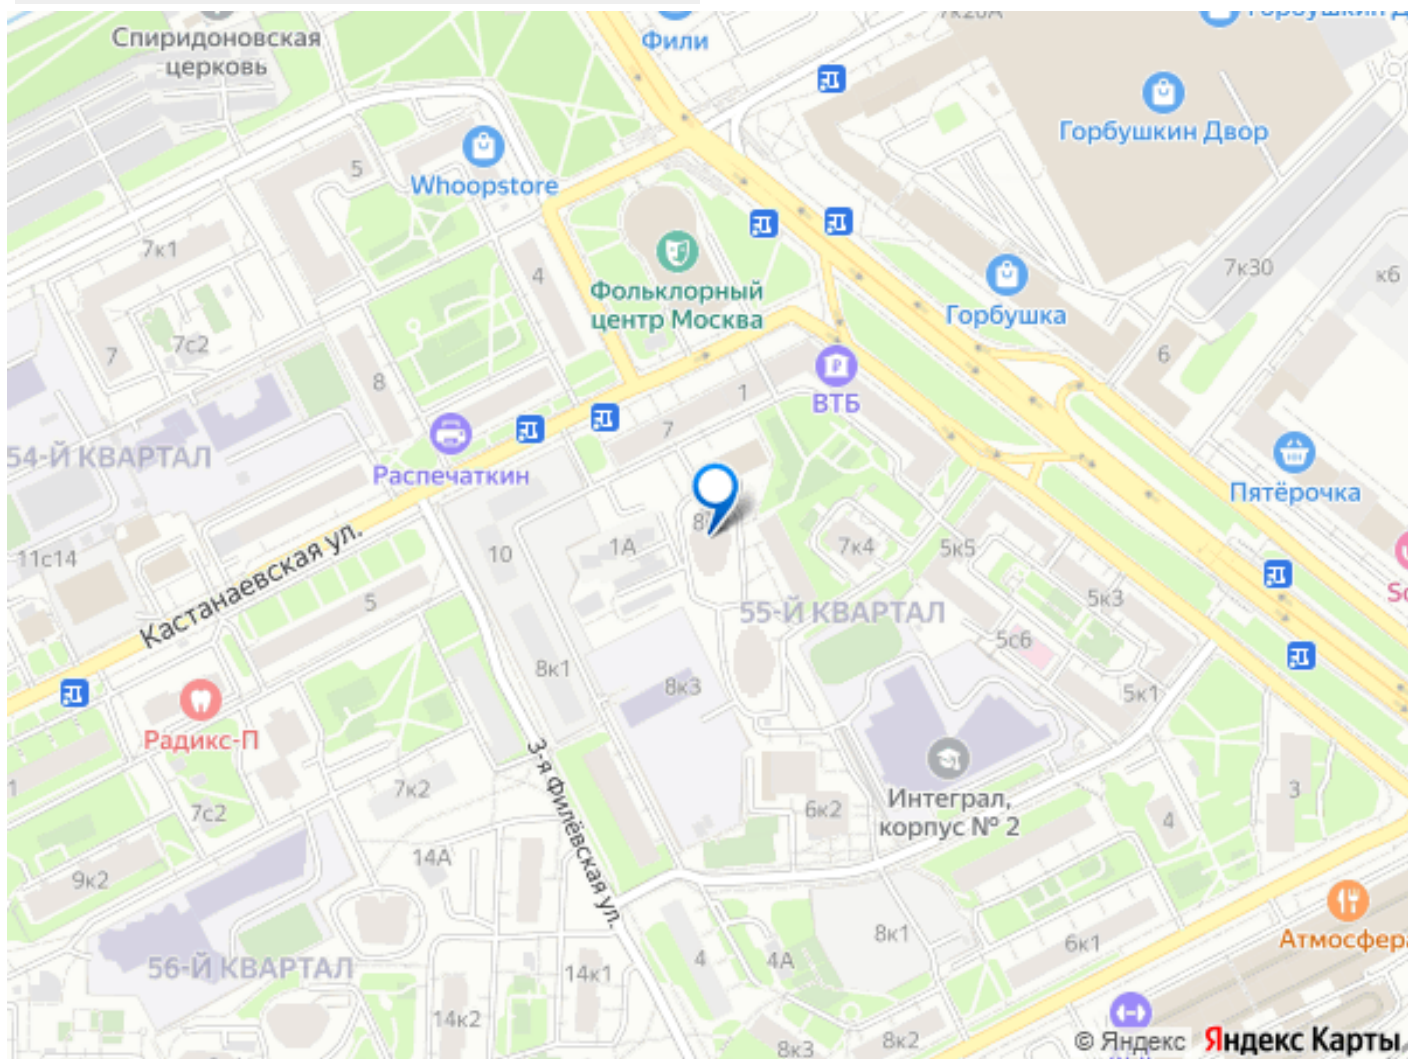 Спиридоновская
церковь
Фили
7к20А
Горбушкин Д
Горбушкин Двор
5
Whoopstore
7к1
4
Фольклорный
центр Москва
7к30
к6
Горбушка
7с2
7
8
6
1
ВТБ
7
54-Й КВАРТАЛ
Распечаткин
Пятёрочка
11с14
Кастанаевская ул.
10
1А
7к4
5к5
5
5к3
55-Й КВАРТАЛ
5с6
8к1
8к3
5к1
Радикс-П
3-я Филёвская ул.
1
7к2
7с2
Интеграл,
корпус № 2
6к2
3
4
14А
9к2
8к1
6к1
Атмосфера
56-Й КВАРТАЛ
14к1
4
4А
14к2
8к3
8к2
© Яндекс Яндекс Карты